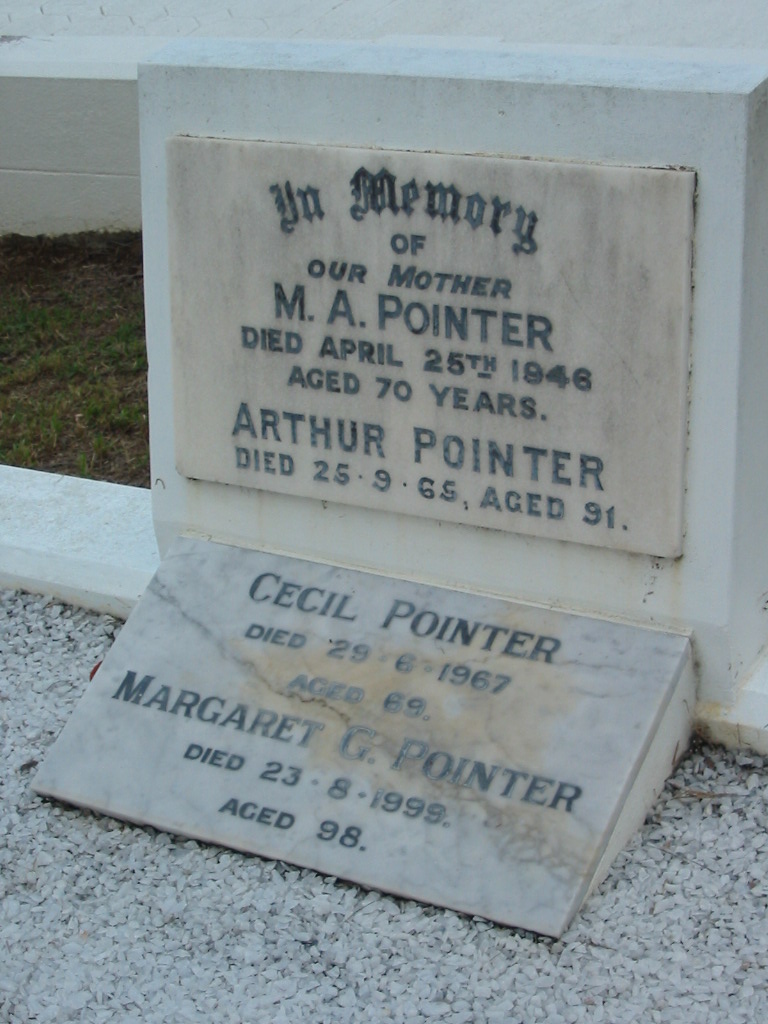 In Memory
OF
OUR MOTHER
M. A. POINTER
DIED APRIL 25TH 1946
AGED 70 YEARS.
ARTHUR POINTER
DIED 25·9·65, AGED 91.
CECIL POINTER
DIED 29·6·1967
AGED 69.
MARGARET G. POINTER
DIED 23·8·1999.
AGED 98.